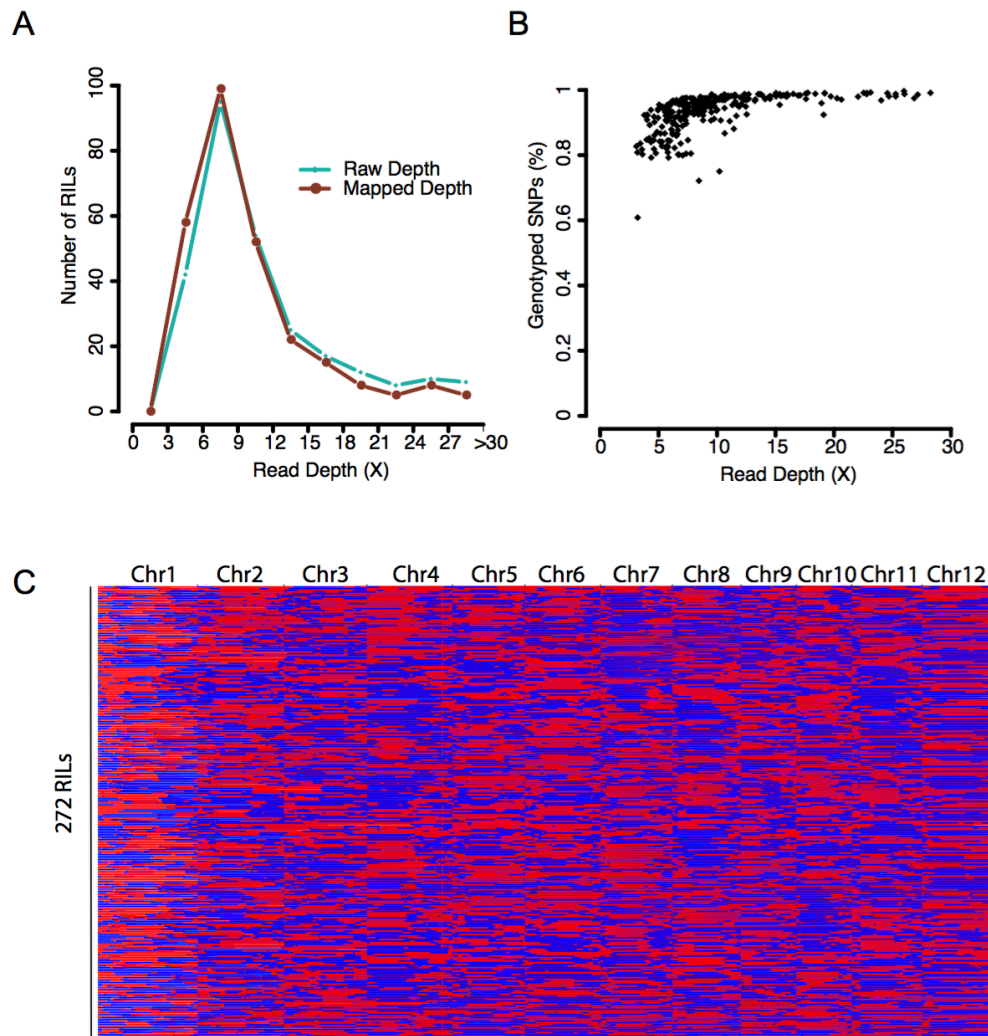 A
Number of RILs
100
80
60
40
20
0
Raw Depth
Mapped Depth
0 3 6 9 12 15 18 21 24 27 >30
Read Depth (X)
B
Genotyped SNPs (%)
1
0.8
0.6
0.4
0.2
0
0 5 10 15 20 25 30
Read Depth (X)
C
Chr1 Chr2 Chr3 Chr4 Chr5 Chr6 Chr7 Chr8 Chr9 Chr10 Chr11 Chr12
272 RILs